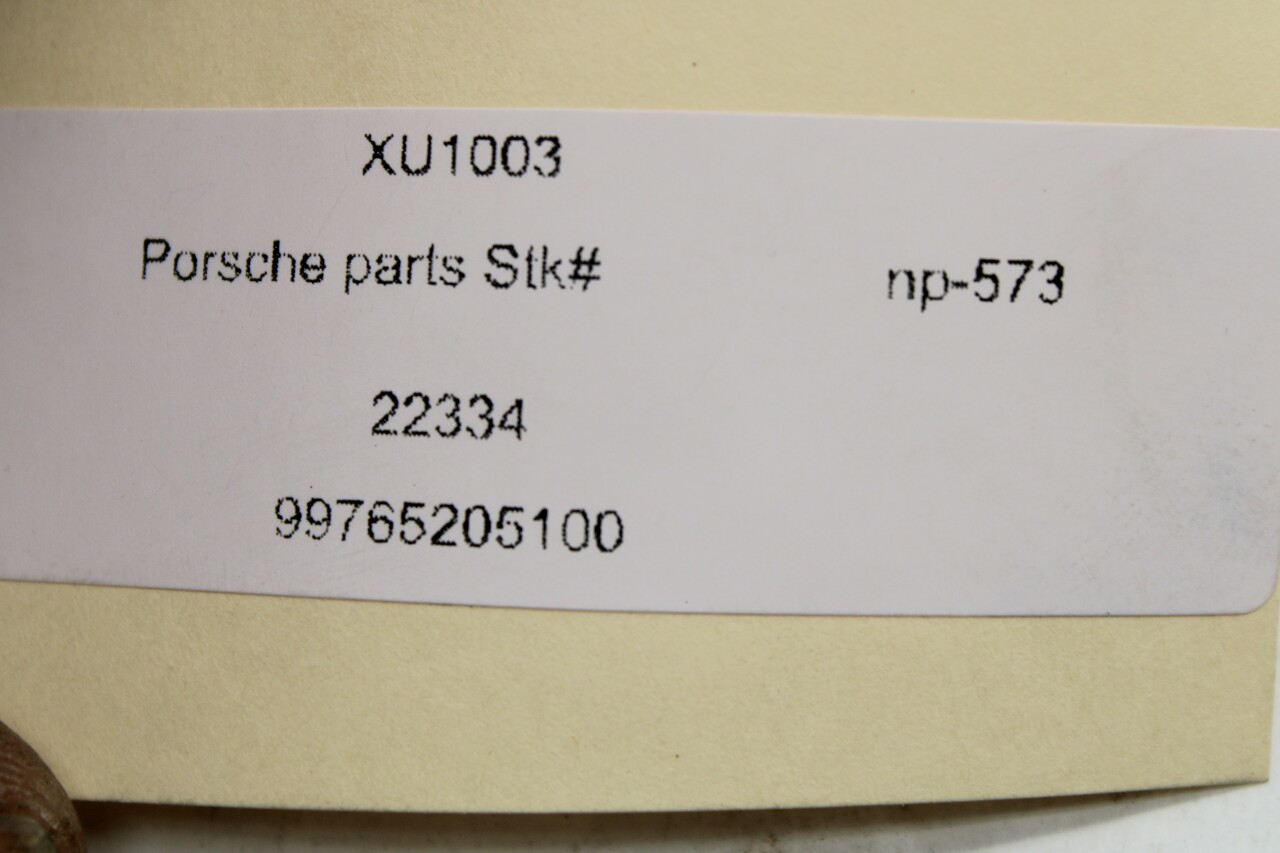 XU1003
Porsche parts Stk# np-573
22334
99765205100